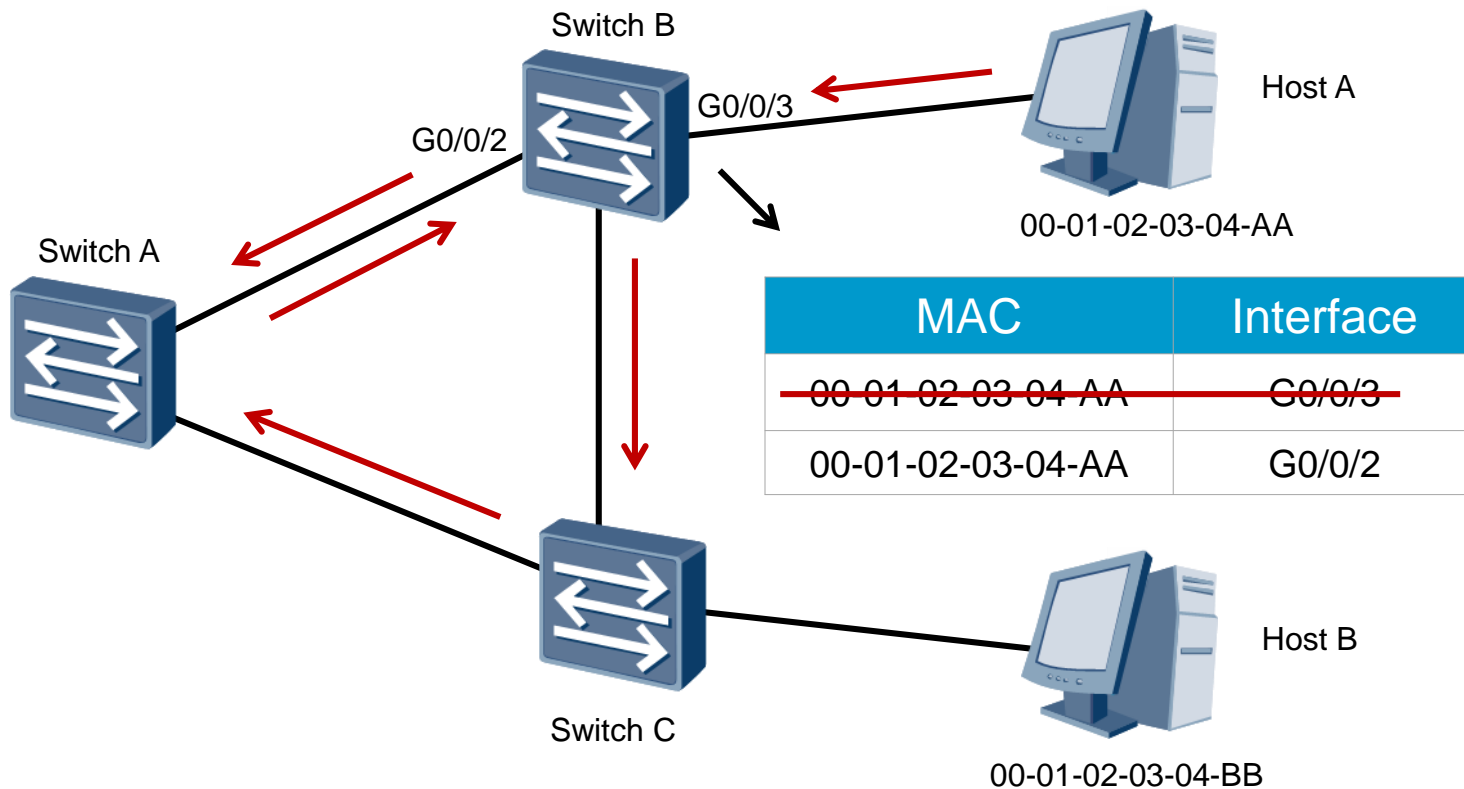 Switch B
Host A
G0/0/3
G0/0/2
00-01-02-03-04-AA
Switch A
MAC Interface
00-01-02-03-04-AA G0/0/3
00-01-02-03-04-AA G0/0/2
Host B
Switch C
00-01-02-03-04-BB